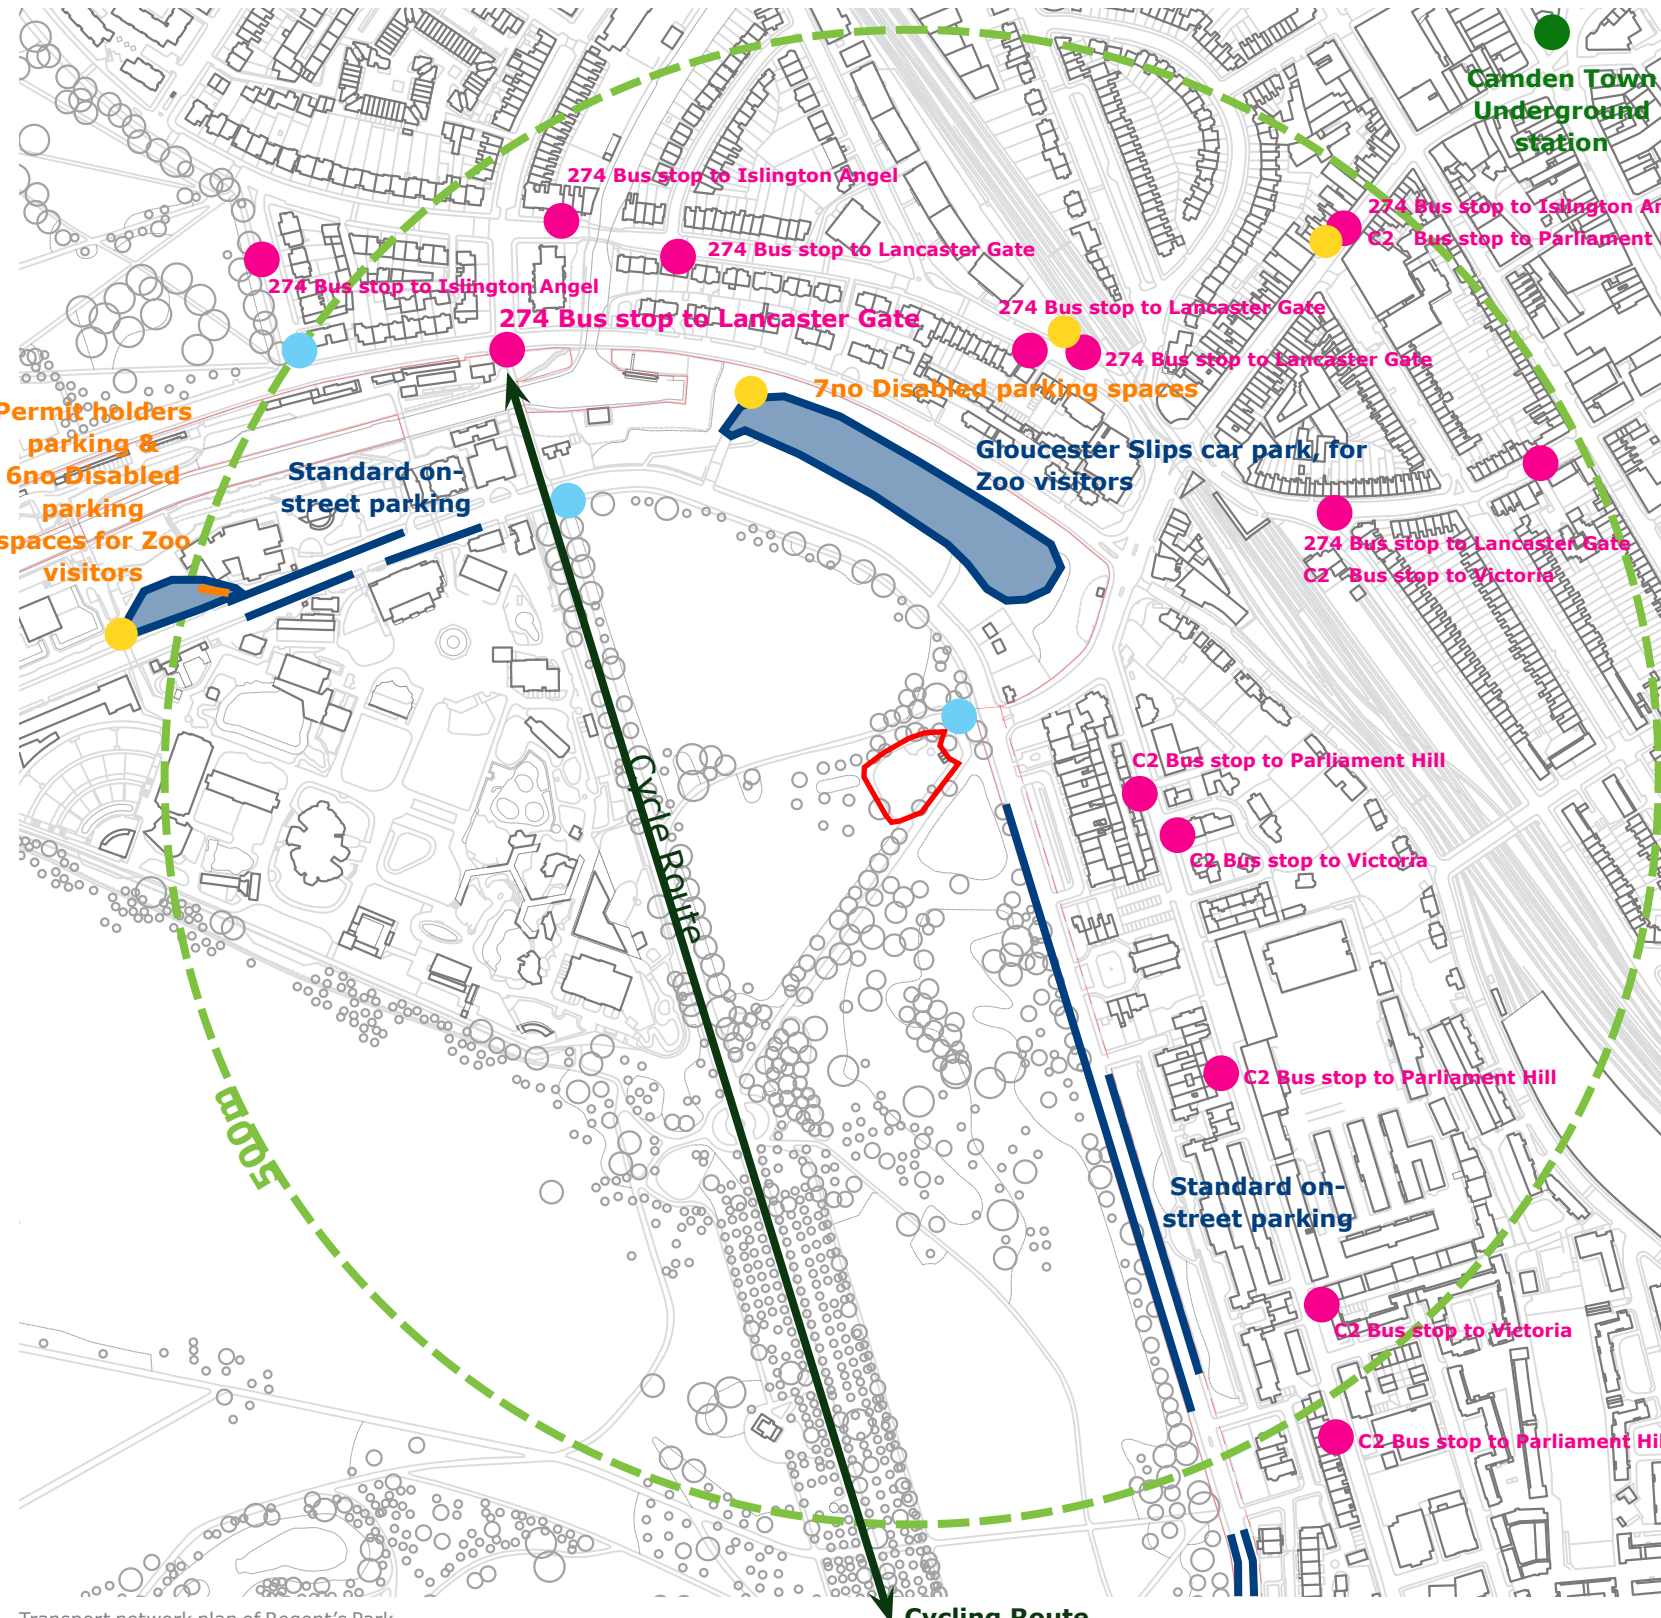 Camden Town
Underground
station
274 Bus stop to Islington Angel
274 Bus stop to Islington An
C2   Bus stop to Parliament
274 Bus stop to Lancaster Gate
274 Bus stop to Islington Angel
274 Bus stop to Lancaster Gate
274 Bus stop to Lancaster Gate
274 Bus stop to Lancaster Gate
7no Disabled parking spaces
Permit holders
parking &
6no Disabled
parking
spaces for Zoo
visitors
Standard on-
street parking
Gloucester Slips car park, for
Zoo visitors
274 Bus stop to Lancaster Gate
C2   Bus stop to Victoria
C2 Bus stop to Parliament Hill
Cycle Route
C2 Bus stop to Victoria
C2 Bus stop to Parliament Hill
500m
Standard on-
street parking
C2 Bus stop to Victoria
C2 Bus stop to Parliament Hil
Cycling Route
Transport network plan of Regent's Park